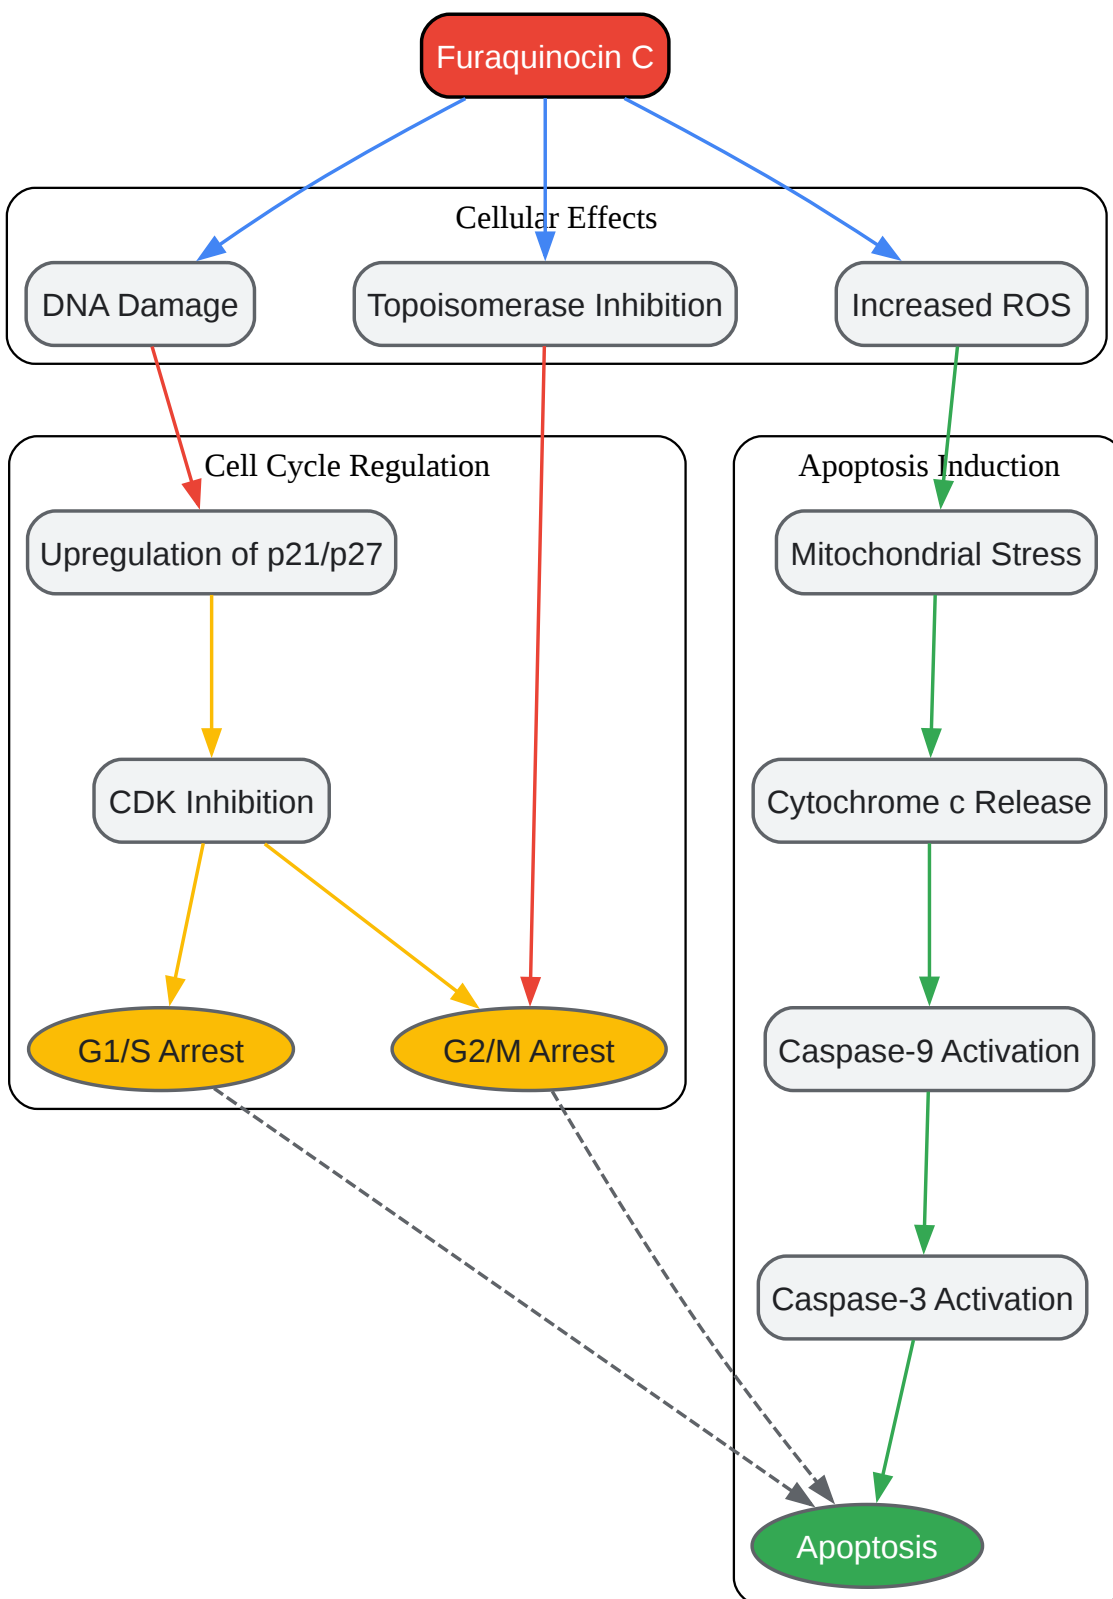 Furaquinocin C
Cellular Effects
DNA Damage
Topoisomerase Inhibition
Increased ROS
Cell Cycle Regulation
Apoptosis Induction
Upregulation of p21/p27
Mitochondrial Stress
CDK Inhibition
Cytochrome c Release
G1/S Arrest
G2/M Arrest
Caspase-9 Activation
Caspase-3 Activation
Apoptosis